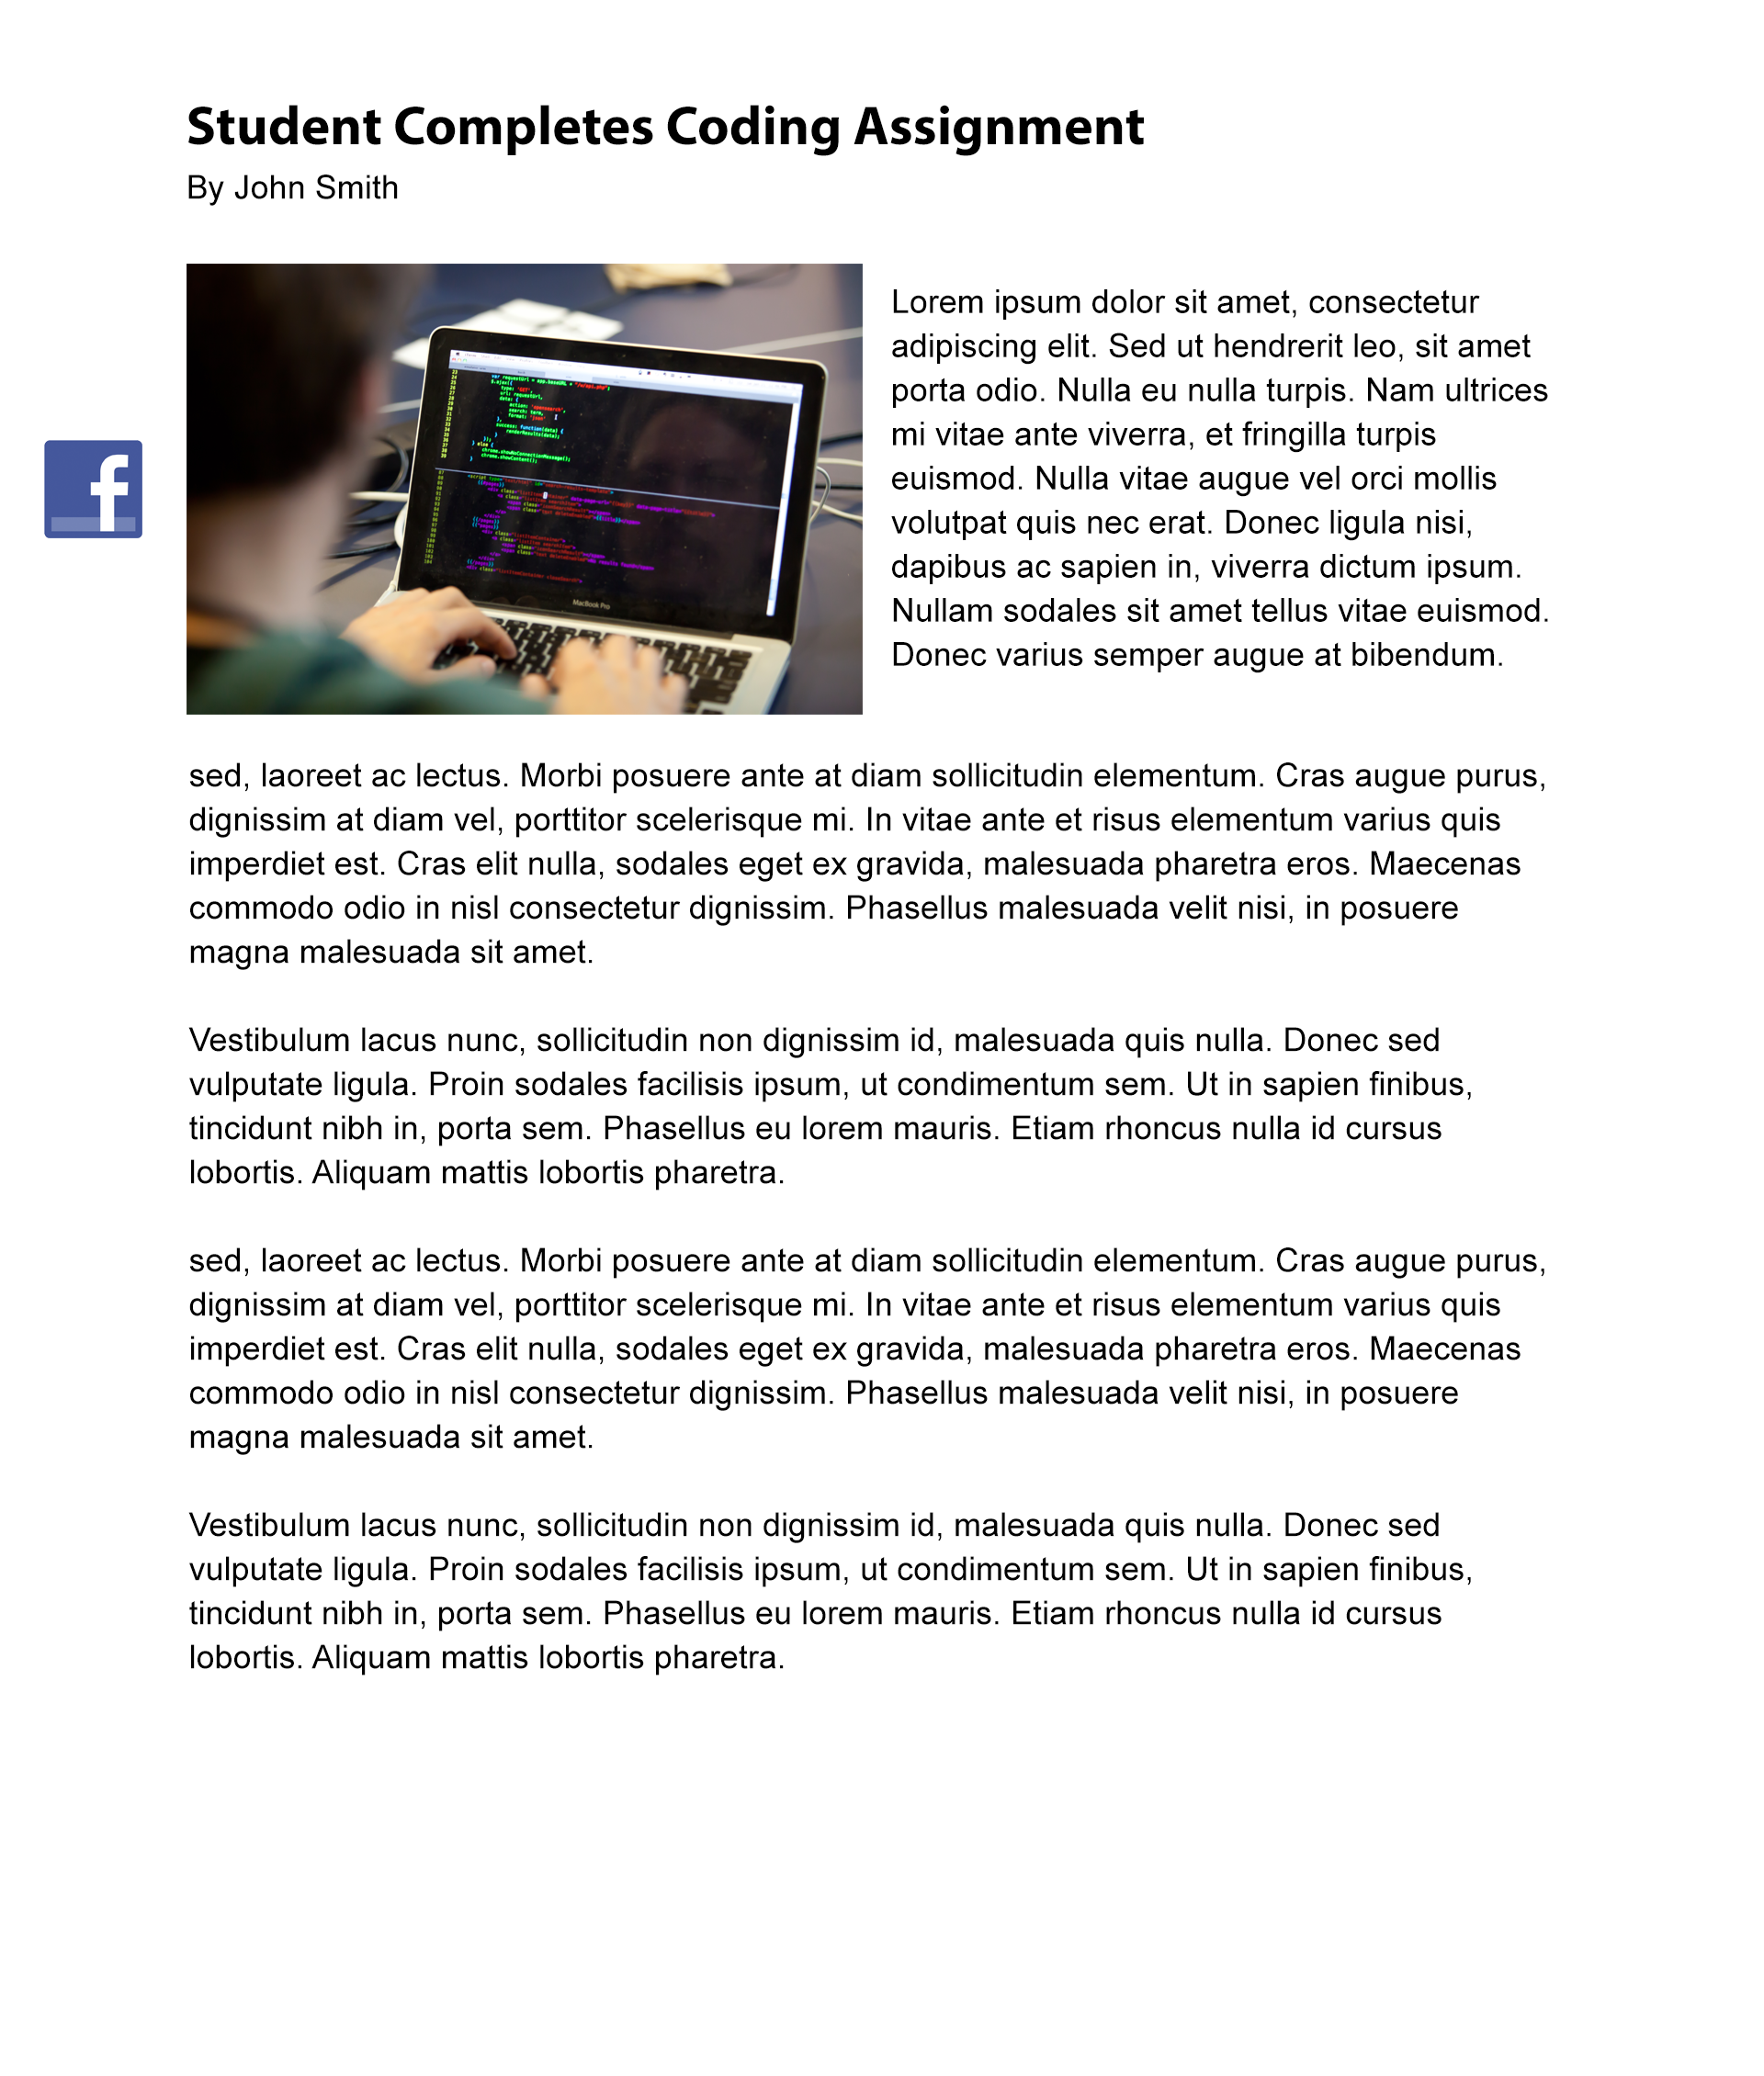 Student Completes Coding Assignment
By John Smith
f
MacBook Pro
Lorem ipsum dolor sit amet, consectetur
adipiscing elit. Sed ut hendrerit leo, sit amet
porta odio. Nulla eu nulla turpis. Nam ultrices
mi vitae ante viverra, et fringilla turpis
euismod. Nulla vitae augue vel orci mollis
volutpat quis nec erat. Donec ligula nisi,
dapibus ac sapien in, viverra dictum ipsum.
Nullam sodales sit amet tellus vitae euismod.
Donec varius semper augue at bibendum.
sed, laoreet ac lectus. Morbi posuere ante at diam sollicitudin elementum. Cras augue purus,
dignissim at diam vel, porttitor scelerisque mi. In vitae ante et risus elementum varius quis
imperdiet est. Cras elit nulla, sodales eget ex gravida, malesuada pharetra eros. Maecenas
commodo odio in nisl consectetur dignissim. Phasellus malesuada velit nisi, in posuere
magna malesuada sit amet.
Vestibulum lacus nunc, sollicitudin non dignissim id, malesuada quis nulla. Donec sed
vulputate ligula. Proin sodales facilisis ipsum, ut condimentum sem. Ut in sapien finibus,
tincidunt nibh in, porta sem. Phasellus eu lorem mauris. Etiam rhoncus nulla id cursus
lobortis. Aliquam mattis lobortis pharetra.
sed, laoreet ac lectus. Morbi posuere ante at diam sollicitudin elementum. Cras augue purus,
dignissim at diam vel, porttitor scelerisque mi. In vitae ante et risus elementum varius quis
imperdiet est. Cras elit nulla, sodales eget ex gravida, malesuada pharetra eros. Maecenas
commodo odio in nisl consectetur dignissim. Phasellus malesuada velit nisi, in posuere
magna malesuada sit amet.
Vestibulum lacus nunc, sollicitudin non dignissim id, malesuada quis nulla. Donec sed
vulputate ligula. Proin sodales facilisis ipsum, ut condimentum sem. Ut in sapien finibus,
tincidunt nibh in, porta sem. Phasellus eu lorem mauris. Etiam rhoncus nulla id cursus
lobortis. Aliquam mattis lobortis pharetra.